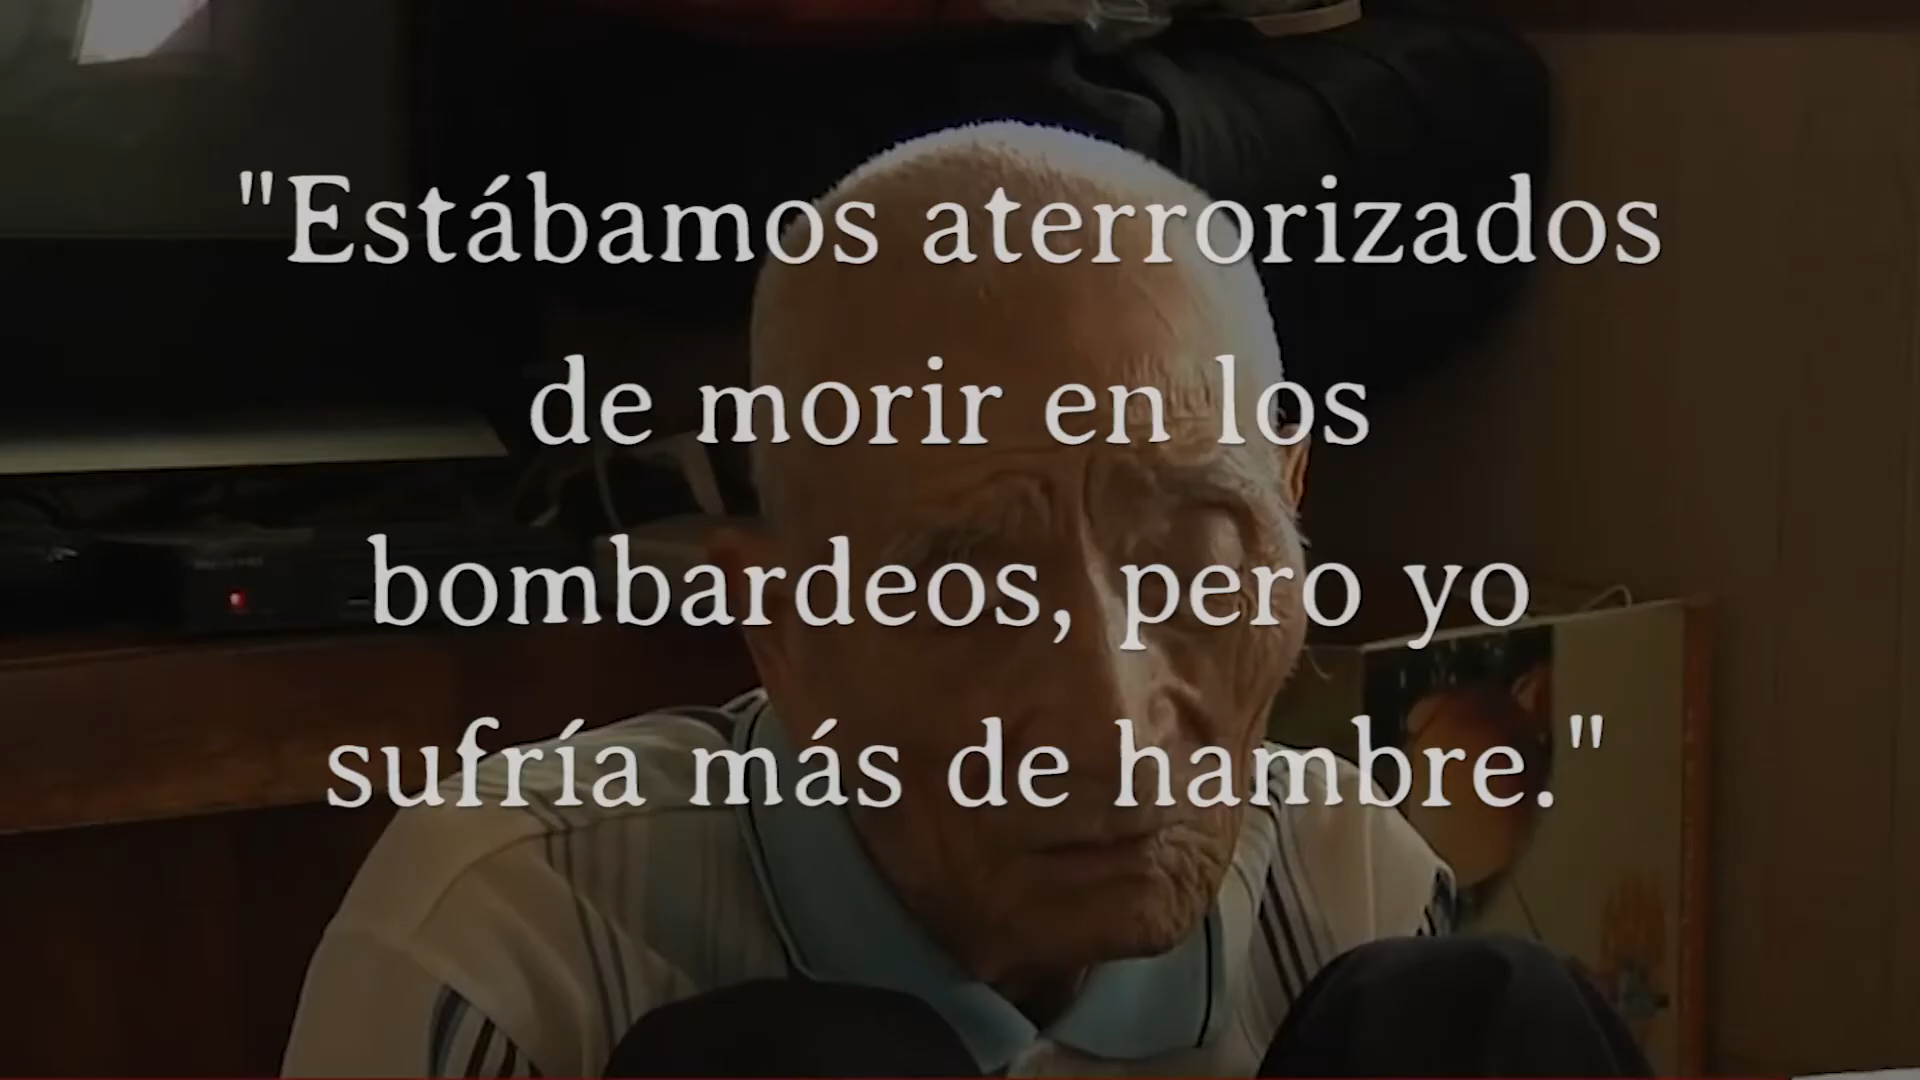 "Estábamos aterrorizados
de morir en los
bombardeos, pero yo
sufría más de hambre."